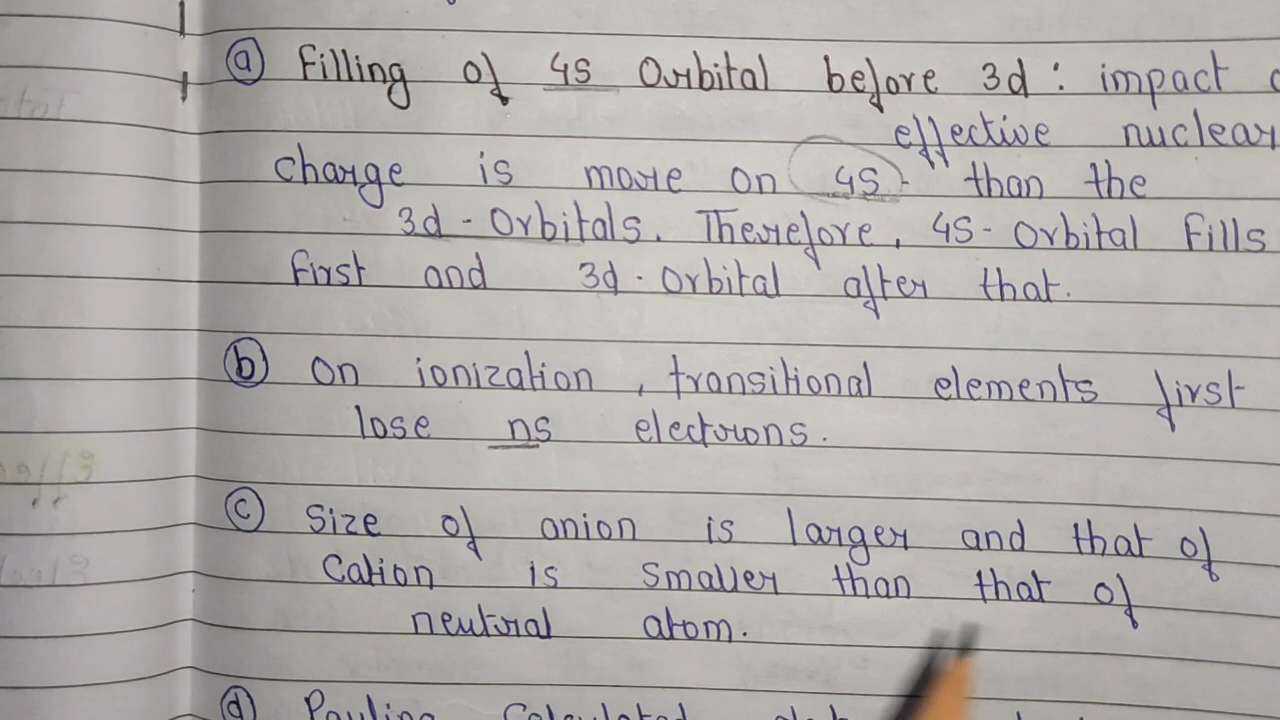 ⓐ Filling of 4s Orbital before 3d : impact
effective nuclear
charge is more on 4s - than the
3d - Orbitals. Therefore, 4s - Orbital Fills
first and 3d - Orbital after that.
ⓑ On ionization, transitional elements first
lose ns electrons.
ⓒ Size of anion is larger and that of
Cation is smaller than that of
neutral atom.
ⓓ Pauling Calculated